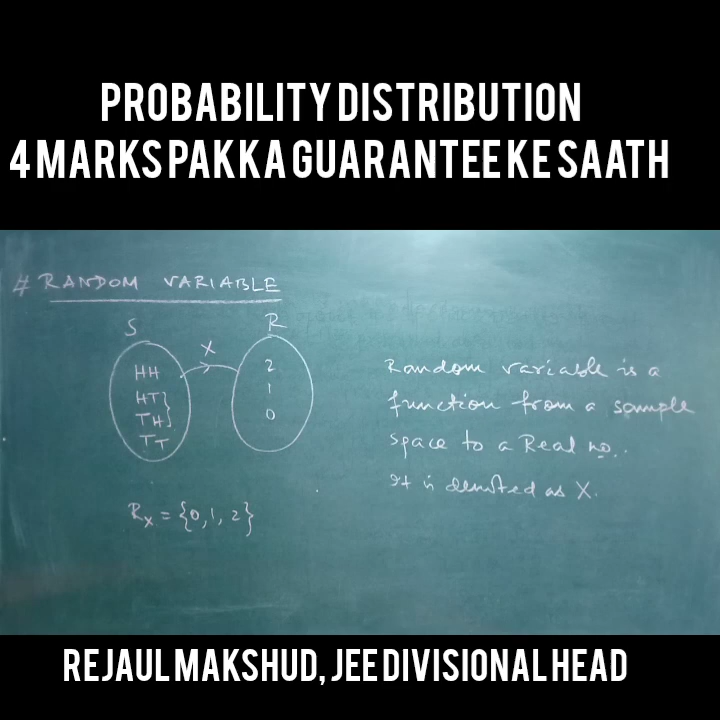 PROBABILITY DISTRIBUTION
4 MARKS PAKKA GUARANTEE KE SAATH
# RANDOM VARIABLE
S X R
HH 2
HT} 1
TH} 0
TT
Rx = {0, 1, 2}
Random variable is a
function from a sample
space to a Real no..
It is denoted as X.
REJAUL MAKSHUD, JEE DIVISIONAL HEAD